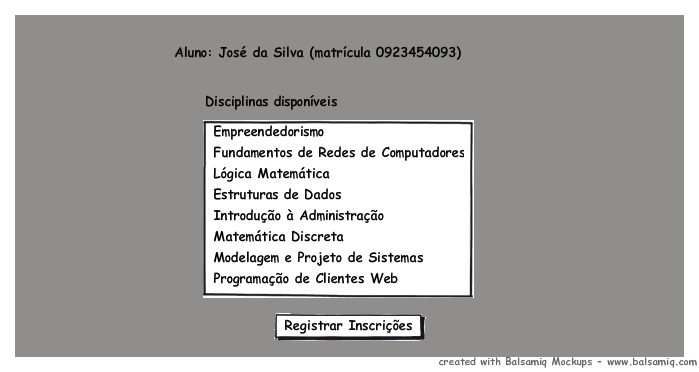 Aluno: José da Silva (matrícula 0923454093)
Disciplinas disponíveis
Empreendedorismo
Fundamentos de Redes de Computadores
Lógica Matemática
Estruturas de Dados
Introdução à Administração
Matemática Discreta
Modelagem e Projeto de Sistemas
Programação de Clientes Web
Registrar Inscrições
created with Balsamiq Mockups - www.balsamiq.com